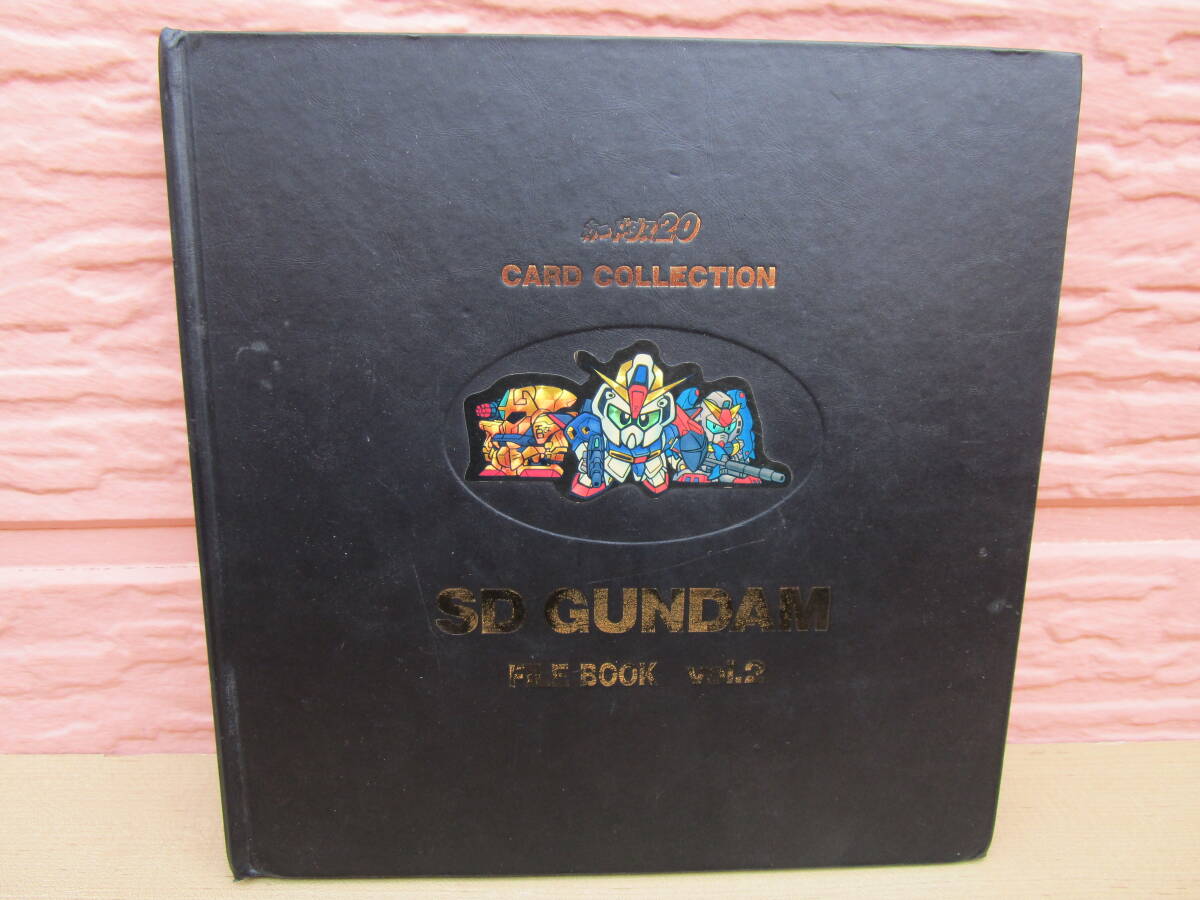 カードダス20
CARD COLLECTION
SD GUNDAM
FILE BOOK vol.2